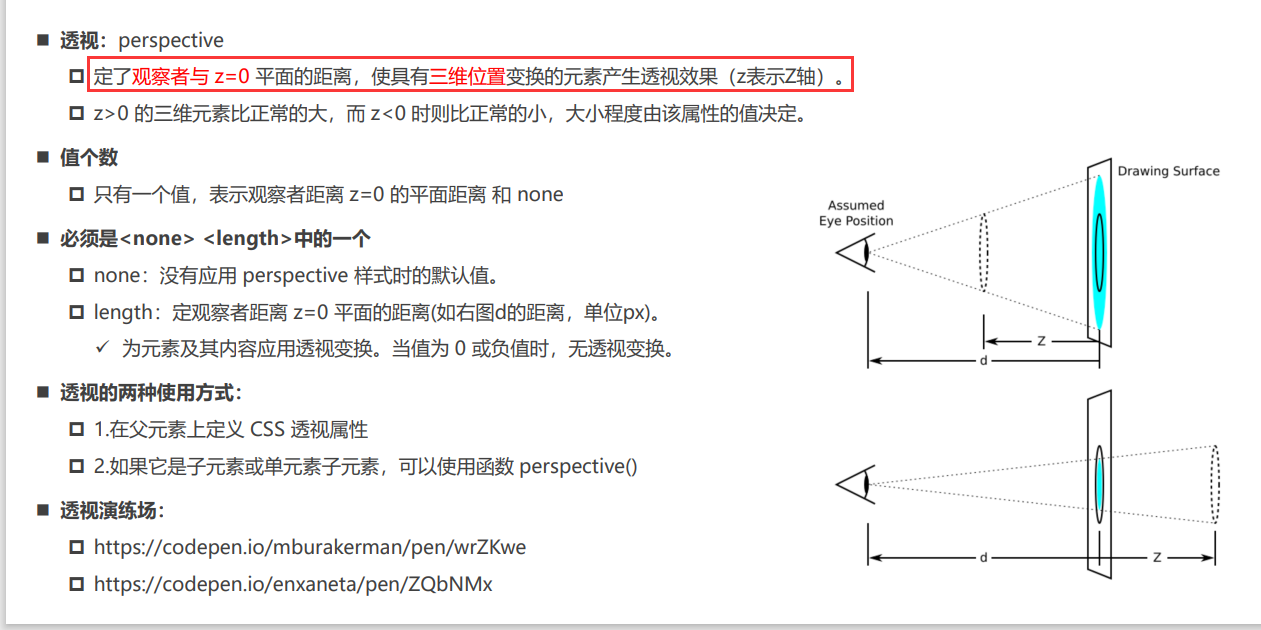 透视：perspective
定了观察者与 z=0 平面的距离，使具有三维位置变换的元素产生透视效果（z表示Z轴）。
z>0 的三维元素比正常的大，而 z<0 时则比正常的小，大小程度由该属性的值决定。
值个数
只有一个值，表示观察者距离 z=0 的平面距离 和 none
必须是<none> <length>中的一个
none：没有应用 perspective 样式时的默认值。
length：定观察者距离 z=0 平面的距离(如右图d的距离，单位px)。
✓ 为元素及其内容应用透视变换。当值为 0 或负值时，无透视变换。
透视的两种使用方式：
1.在父元素上定义 CSS 透视属性
2.如果它是子元素或单元素子元素，可以使用函数 perspective()
透视演练场：
https://codepen.io/mburakerman/pen/wrZKwe
https://codepen.io/enxaneta/pen/ZQbNMx
Drawing Surface
Assumed
Eye Position
Z
d
d
Z